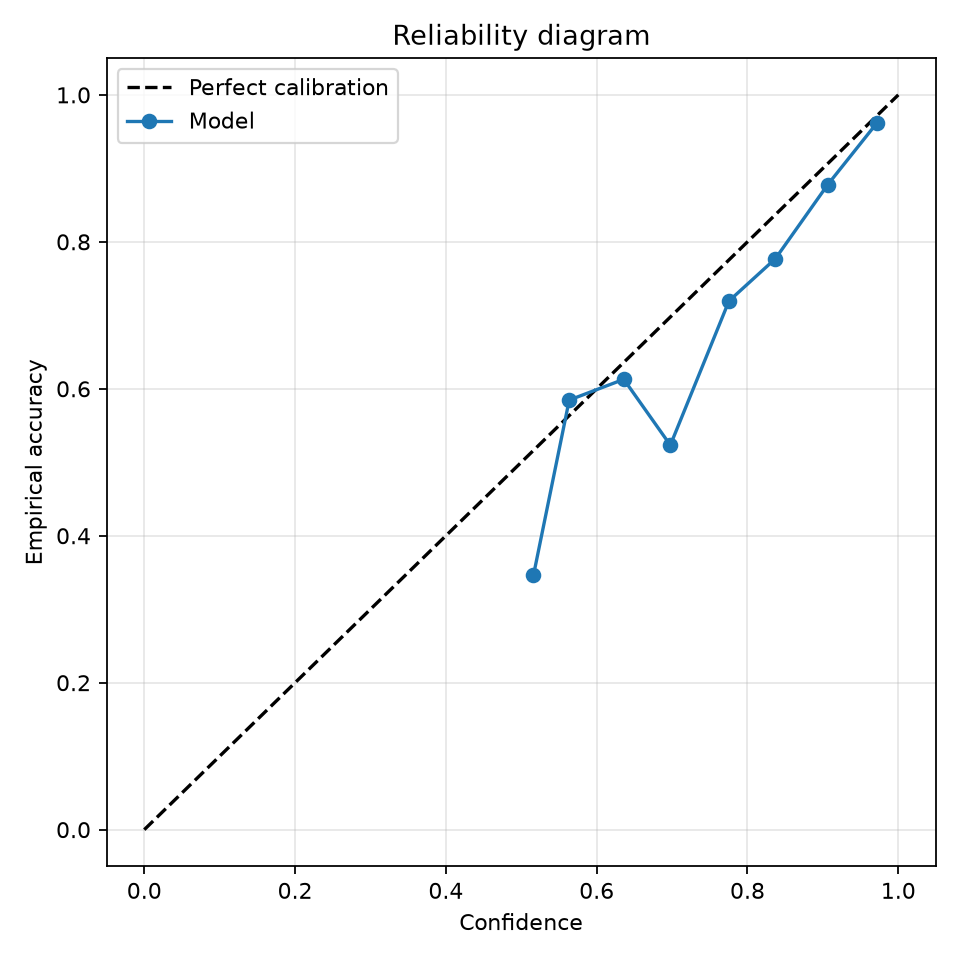 Reliability diagram
Perfect calibration
Model
Empirical accuracy
1.0
0.8
0.6
0.4
0.2
0.0
0.0 0.2 0.4 0.6 0.8 1.0
Confidence